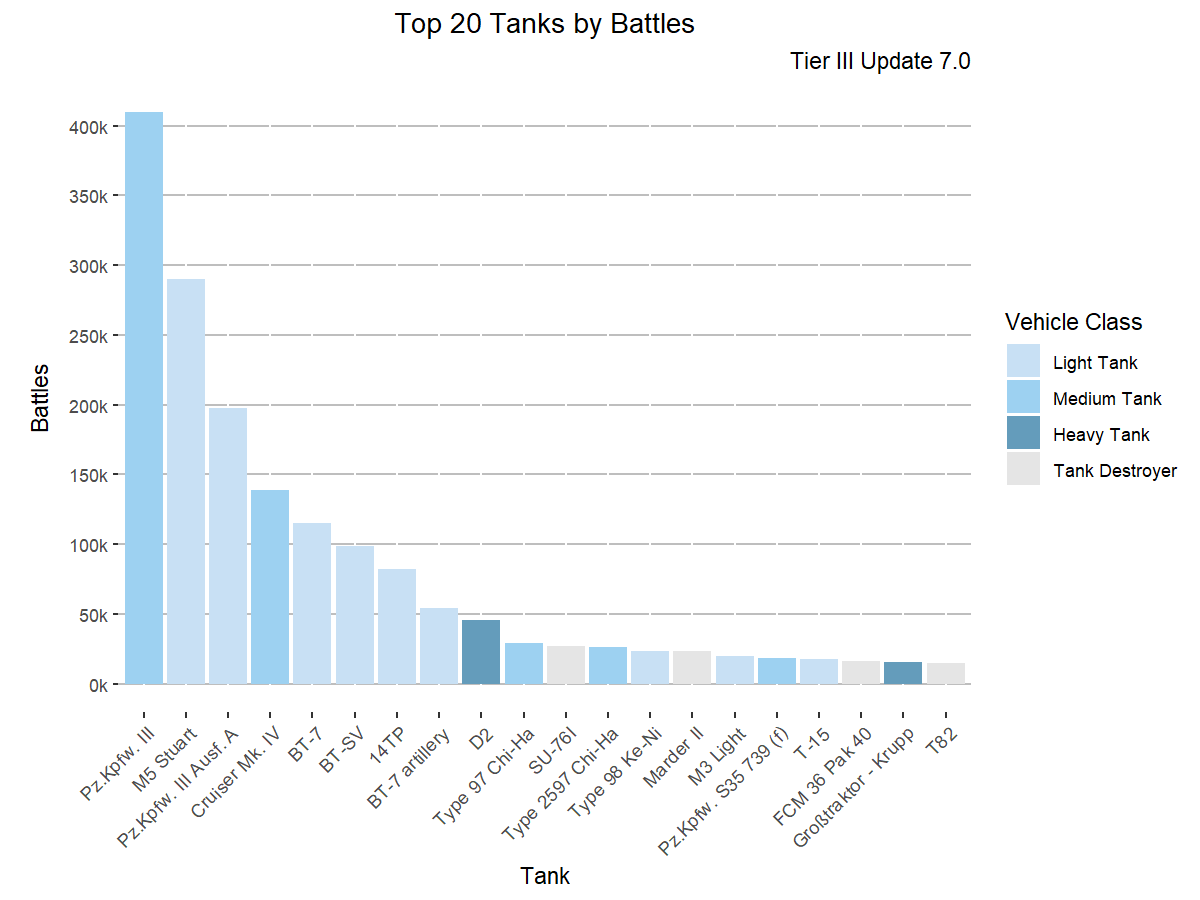 Top 20 Tanks by Battles
Tier III Update 7.0
Battles
400k
350k
300k
250k
200k
150k
100k
50k
0k
Pz.Kpfw. III
M5 Stuart
Pz.Kpfw. III Ausf. A
Cruiser Mk. IV
BT-7
BT-SV
14TP
BT-7 artillery
D2
Type 97 Chi-Ha
SU-76I
Type 2597 Chi-Ha
Type 98 Ke-Ni
Marder II
M3 Light
Pz.Kpfw. S35 739 (f)
T-15
FCM 36 Pak 40
Großtraktor - Krupp
T82
Tank
Vehicle Class
Light Tank
Medium Tank
Heavy Tank
Tank Destroyer